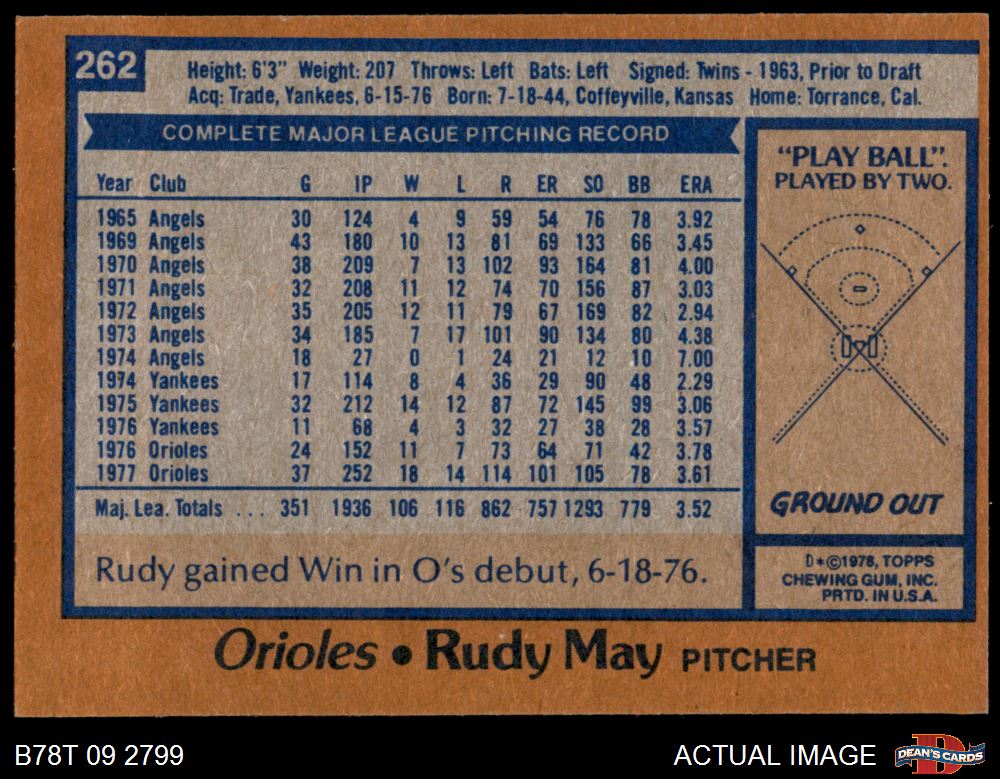 262
Height: 6'3" Weight: 207 Throws: Left Bats: Left Signed: Twins - 1963, Prior to Draft
Acq: Trade, Yankees, 6-15-76 Born: 7-18-44, Coffeyville, Kansas Home: Torrance, Cal.
COMPLETE MAJOR LEAGUE PITCHING RECORD
Year Club G IP W L R ER SO BB ERA
1965 Angels 30 124 4 9 59 54 76 78 3.92
1969 Angels 43 180 10 13 81 69 133 66 3.45
1970 Angels 38 209 7 13 102 93 164 81 4.00
1971 Angels 32 208 11 12 74 70 156 87 3.03
1972 Angels 35 205 12 11 79 67 169 82 2.94
1973 Angels 34 185 7 17 101 90 134 80 4.38
1974 Angels 18 27 0 1 24 21 12 10 7.00
1974 Yankees 17 114 8 4 36 29 90 48 2.29
1975 Yankees 32 212 14 12 87 72 145 99 3.06
1976 Yankees 11 68 4 3 32 27 38 28 3.57
1976 Orioles 24 152 11 7 73 64 71 42 3.78
1977 Orioles 37 252 18 14 114 101 105 78 3.61
Maj. Lea. Totals ... 351 1936 106 116 862 757 1293 779 3.52
Rudy gained Win in O's debut, 6-18-76.
"PLAY BALL".
PLAYED BY TWO.
GROUND OUT
D*©1978, TOPPS
CHEWING GUM, INC.
PRTD. IN U.S.A.
Orioles • Rudy May PITCHER
B78T 09 2799
ACTUAL IMAGE
D
DEAN'S CARDS